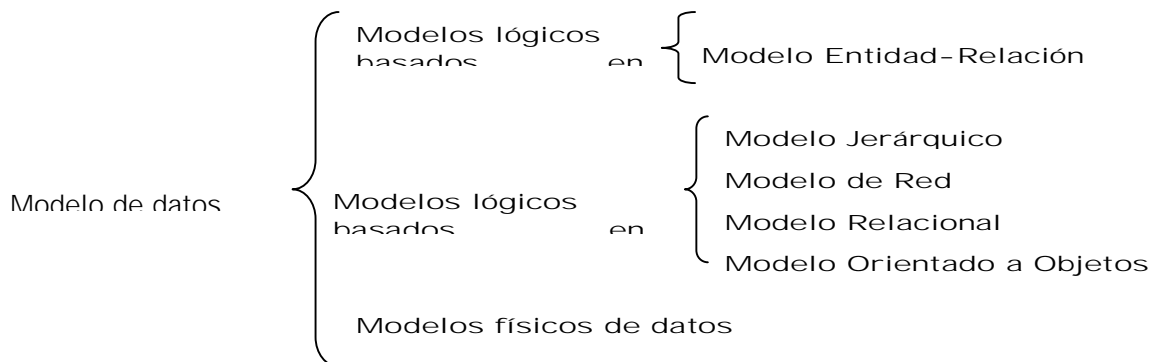 Modelo de datos
Modelos lógicos
basados en
Modelo Entidad-Relación
Modelos lógicos
basados en
Modelo Jerárquico
Modelo de Red
Modelo Relacional
Modelo Orientado a Objetos
Modelos físicos de datos